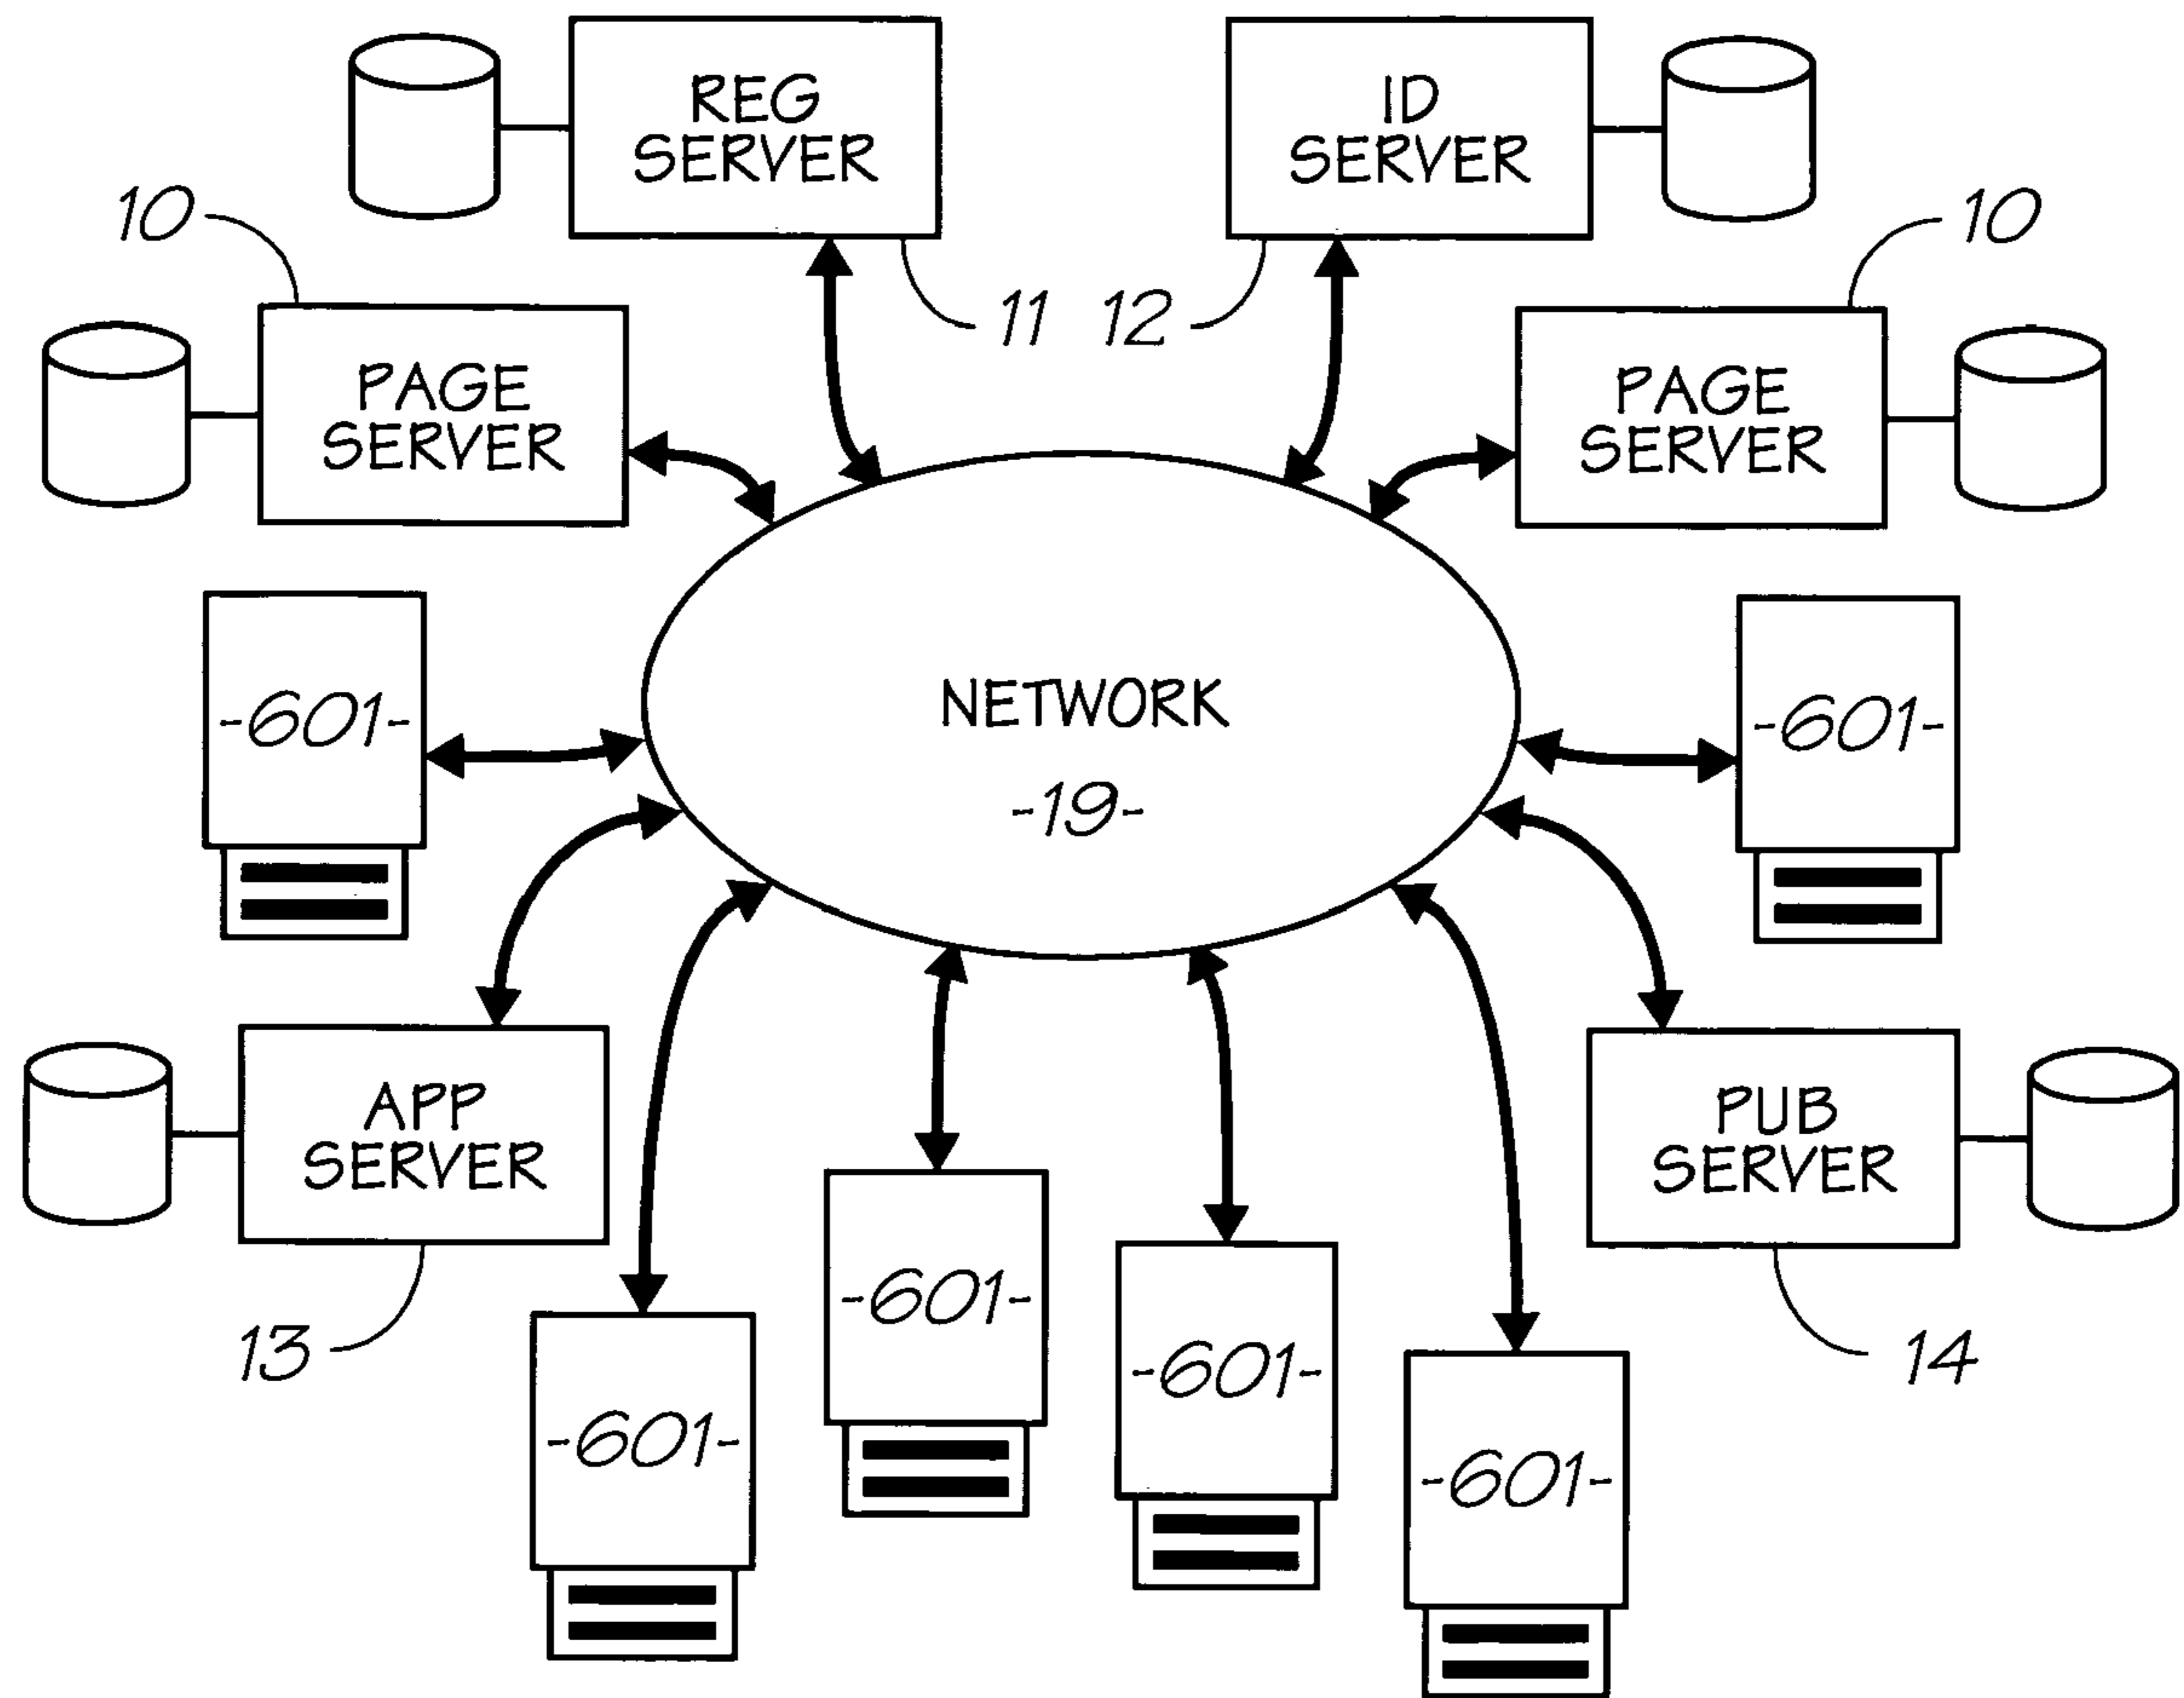 REG
SERVER
ID
SERVER
10
10
11
12
PAGE
SERVER
PAGE
SERVER
-601-
NETWORK
-19-
-601-
APP
SERVER
PUB
SERVER
13
-601-
-601-
-601-
-601-
14